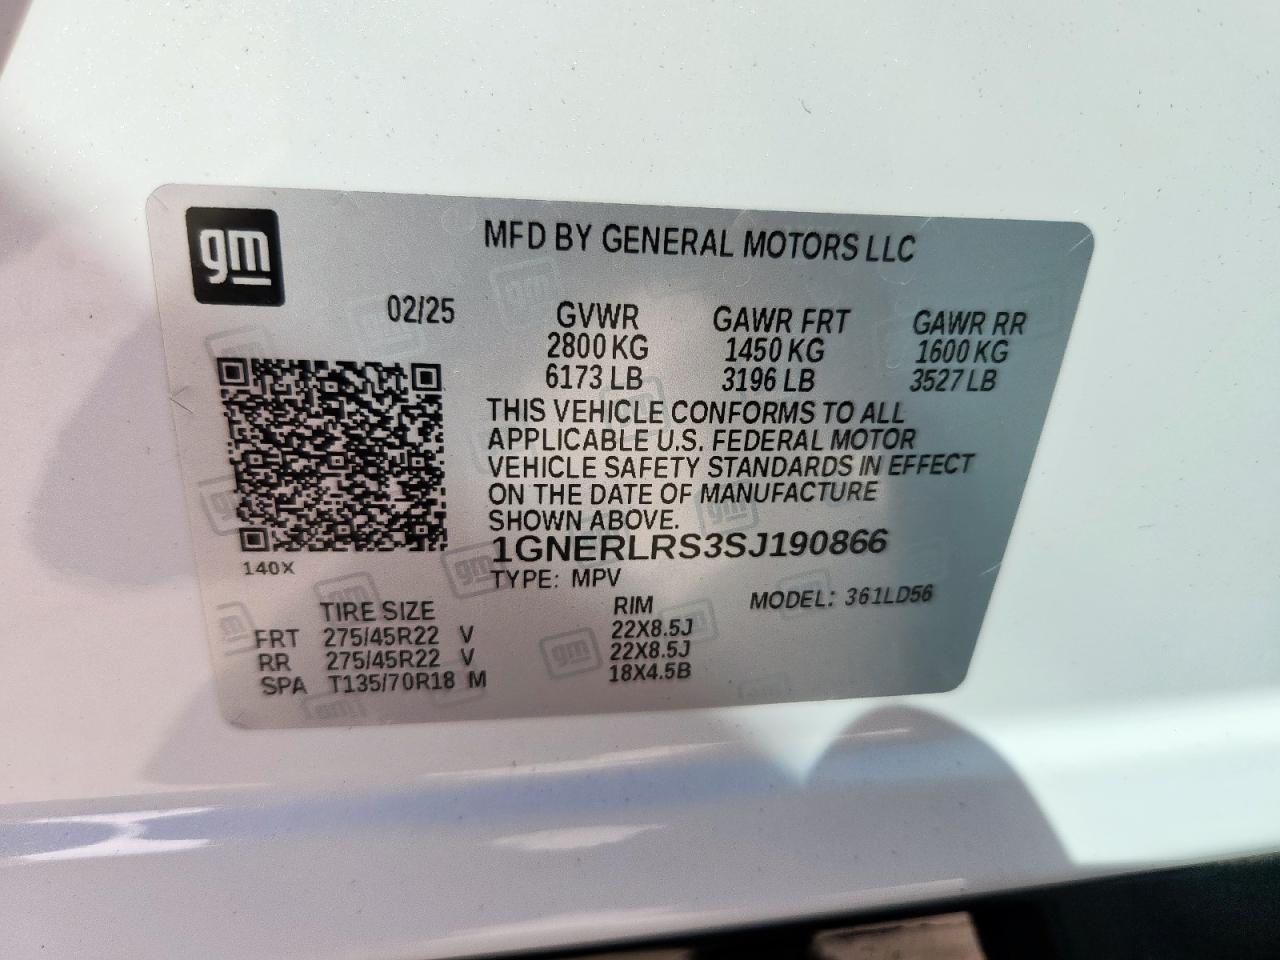 gm
MFD BY GENERAL MOTORS LLC
02/25
GVWR GAWR FRT GAWR RR
2800 KG 1450 KG 1600 KG
6173 LB 3196 LB 3527 LB
THIS VEHICLE CONFORMS TO ALL
APPLICABLE U.S. FEDERAL MOTOR
VEHICLE SAFETY STANDARDS IN EFFECT
ON THE DATE OF MANUFACTURE
SHOWN ABOVE.
1GNERLRS3SJ190866
140X
TYPE: MPV
MODEL: 361LD56
TIRE SIZE RIM
FRT 275/45R22 V 22X8.5J
RR 275/45R22 V 22X8.5J
SPA T135/70R18 M 18X4.5B